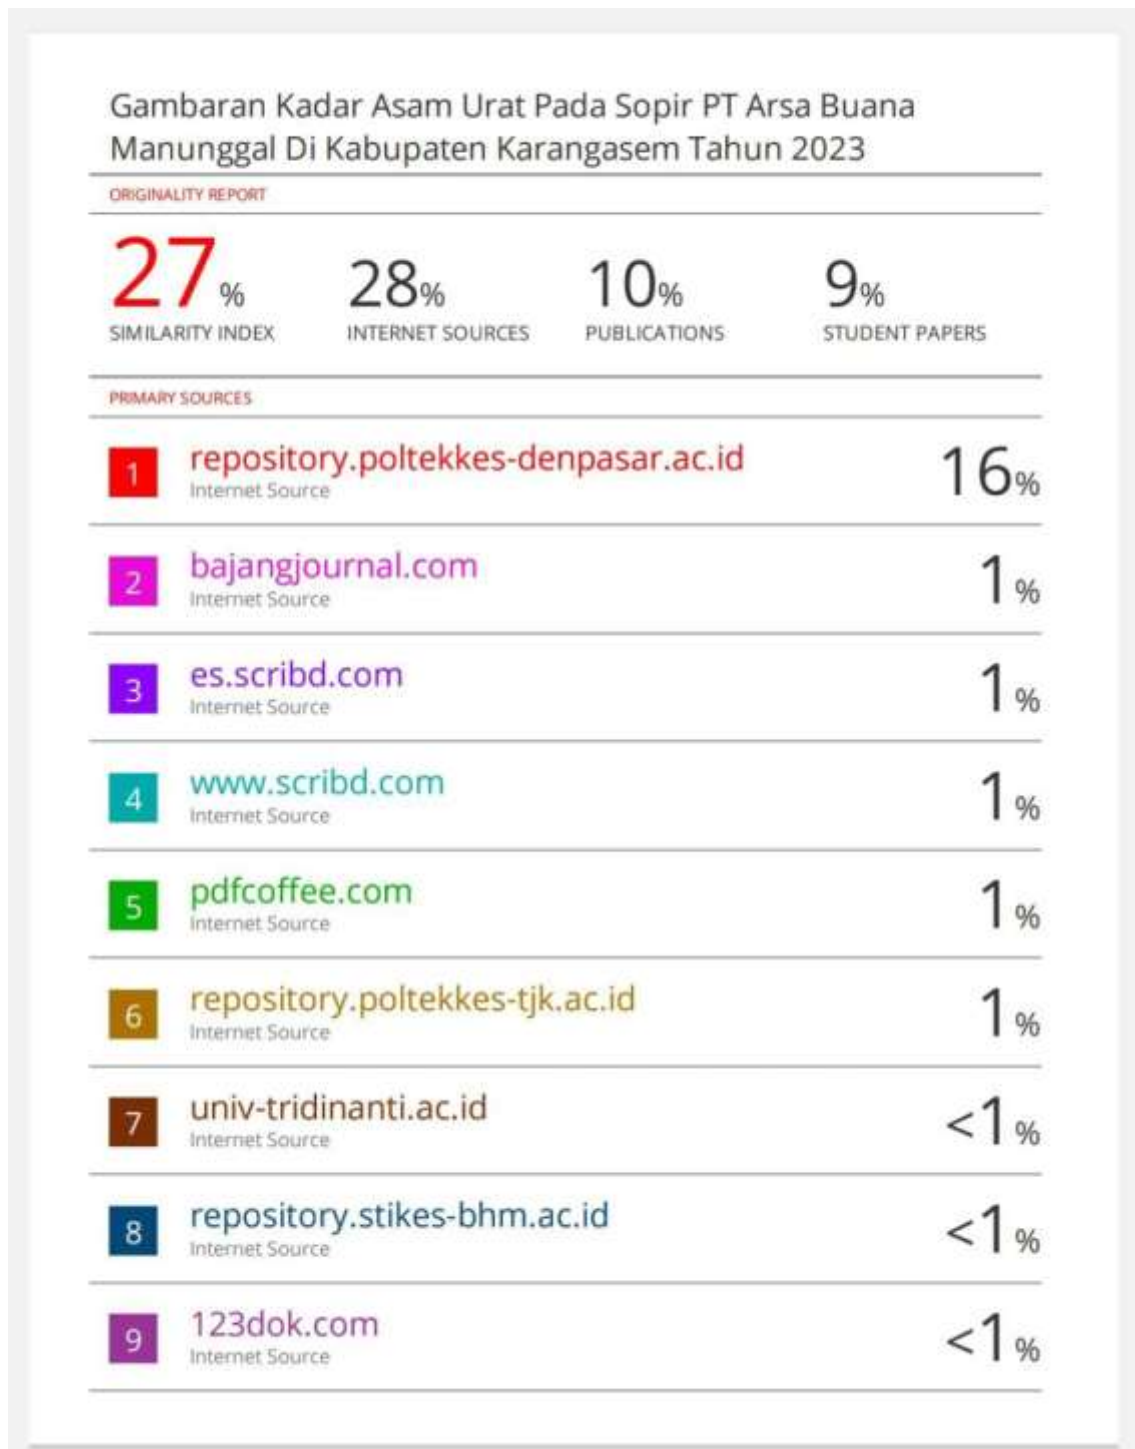 Gambaran Kadar Asam Urat Pada Sopir PT Arsa Buana
Manunggal Di Kabupaten Karangasem Tahun 2023
ORIGINALITY REPORT
27% 28% 10% 9%
SIMILARITY INDEX INTERNET SOURCES PUBLICATIONS STUDENT PAPERS
PRIMARY SOURCES
1 repository.poltekkes-denpasar.ac.id 16%
Internet Source
2 bajangjournal.com 1%
Internet Source
3 es.scribd.com 1%
Internet Source
4 www.scribd.com 1%
Internet Source
5 pdfcoffee.com 1%
Internet Source
6 repository.poltekkes-tjk.ac.id 1%
Internet Source
7 univ-tridinanti.ac.id <1%
Internet Source
8 repository.stikes-bhm.ac.id <1%
Internet Source
9 123dok.com <1%
Internet Source